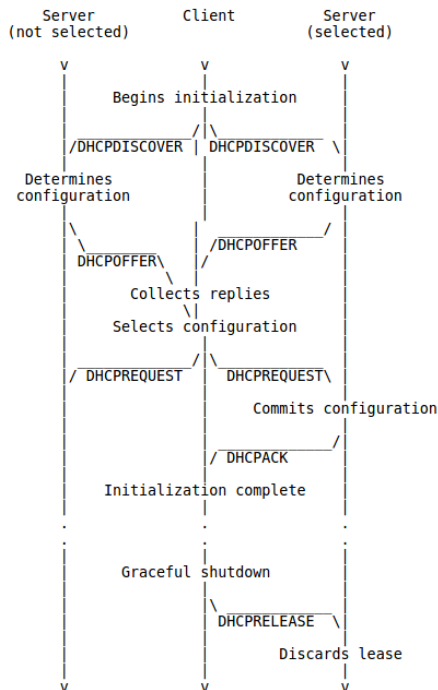 Server Client Server
(not selected) (selected)
v v v
Begins initialization
DHCPDISCOVER DHCPDISCOVER
Determines Determines
configuration configuration
DHCPOFFER
DHCPOFFER
Collects replies
Selects configuration
DHCPREQUEST DHCPREQUEST
Commits configuration
DHCPACK
Initialization complete
. . .
. . .
Graceful shutdown
DHCPRELEASE
Discards lease
v v v